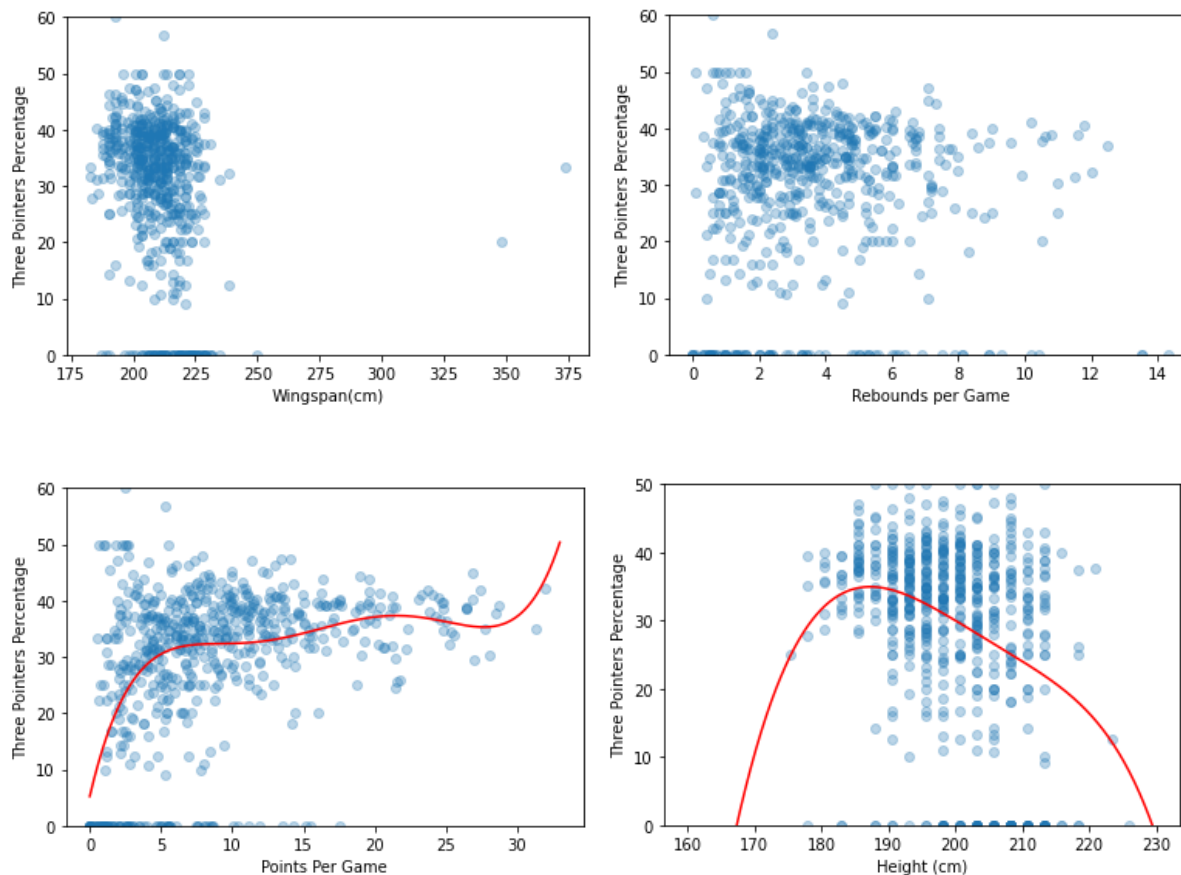 60
50
40
30
20
10
0
Three Pointers Percentage
175 200 225 250 275 300 325 350 375
Wingspan(cm)
60
50
40
30
20
10
0
Three Pointers Percentage
0 2 4 6 8 10 12 14
Rebounds per Game
60
50
40
30
20
10
0
Three Pointers Percentage
0 5 10 15 20 25 30
Points Per Game
50
40
30
20
10
0
Three Pointers Percentage
160 170 180 190 200 210 220 230
Height (cm)